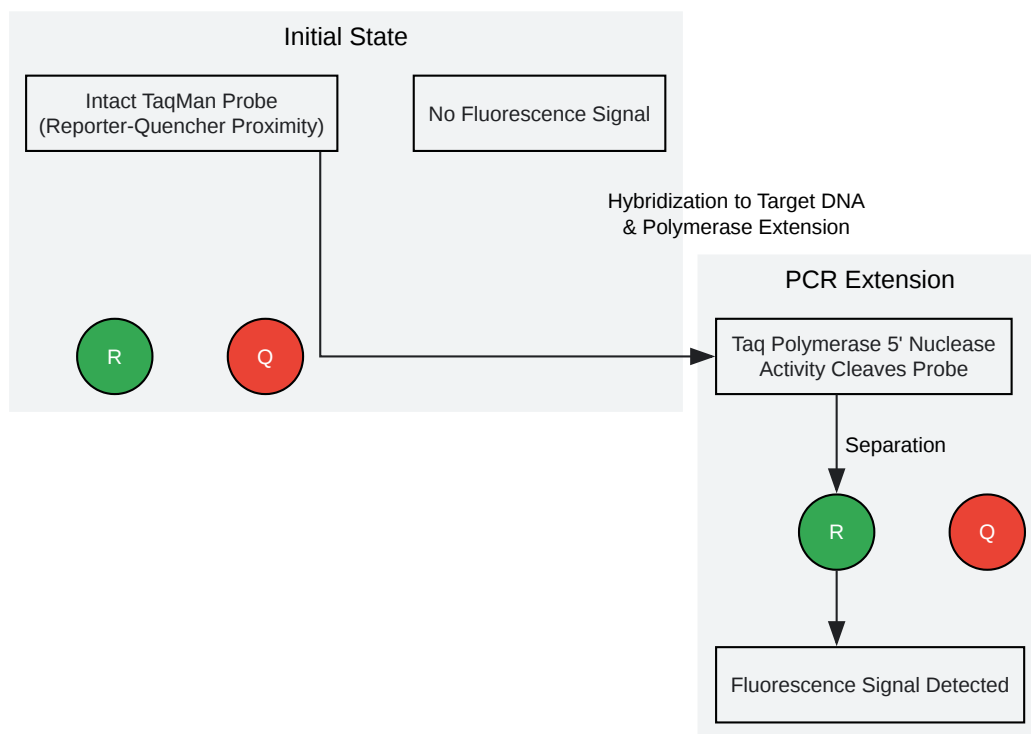 Initial State
Intact TaqMan Probe
(Reporter-Quencher Proximity)
No Fluorescence Signal
Hybridization to Target DNA
& Polymerase Extension
R
Q
PCR Extension
Taq Polymerase 5' Nuclease
Activity Cleaves Probe
Separation
R
Q
Fluorescence Signal Detected